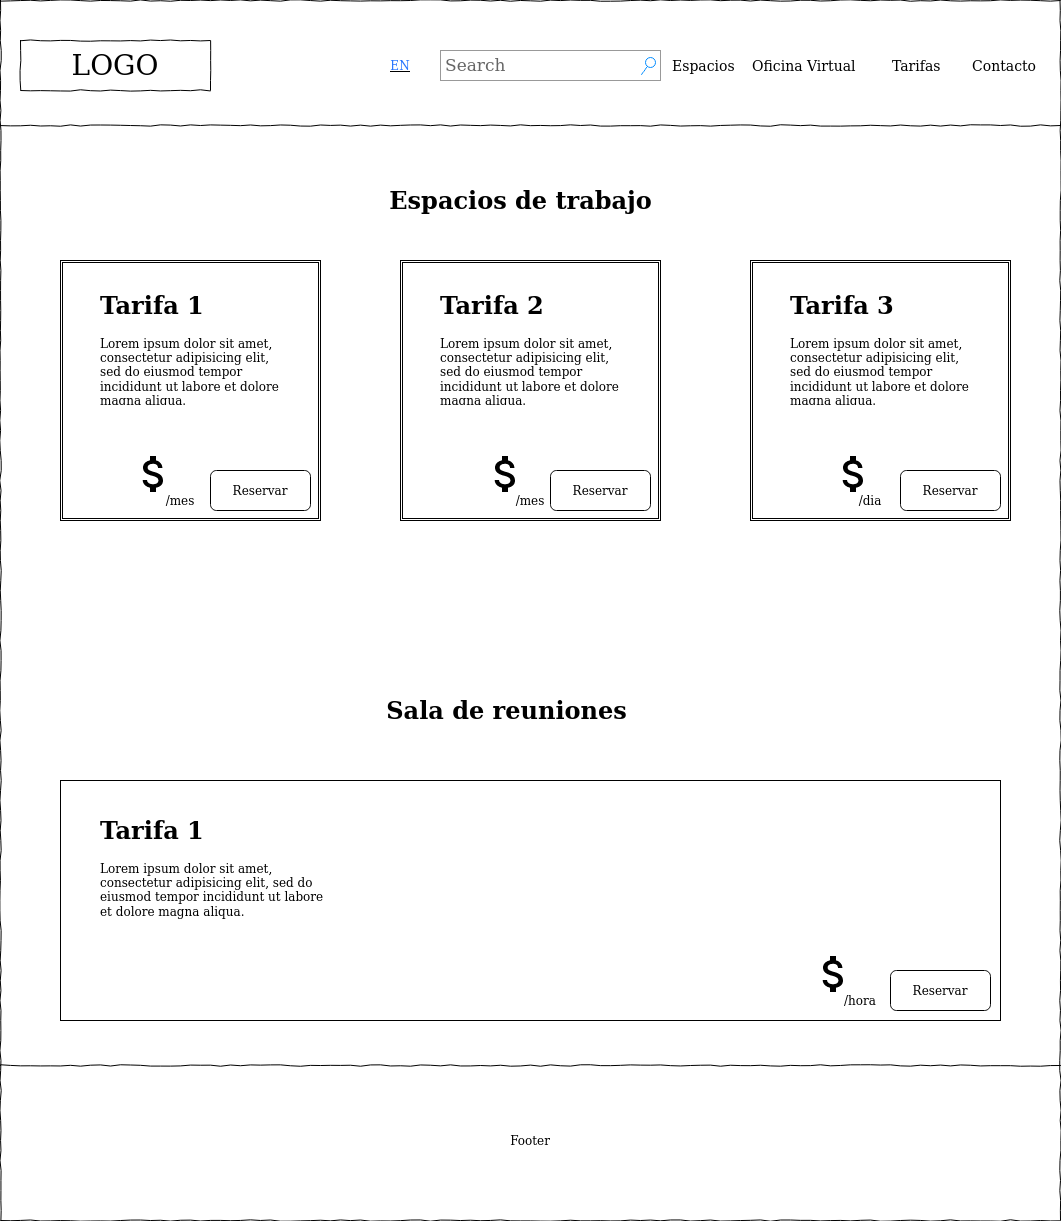 LOGO
EN
Search
Espacios
Oficina Virtual
Tarifas
Contacto
Espacios de trabajo
Tarifa 1
Lorem ipsum dolor sit amet,
consectetur adipisicing elit,
sed do eiusmod tempor
incididunt ut labore et dolore
magna aliqua.
$
/mes
Reservar
Tarifa 2
Lorem ipsum dolor sit amet,
consectetur adipisicing elit,
sed do eiusmod tempor
incididunt ut labore et dolore
magna aliqua.
$
/mes
Reservar
Tarifa 3
Lorem ipsum dolor sit amet,
consectetur adipisicing elit,
sed do eiusmod tempor
incididunt ut labore et dolore
magna aliqua.
$
/dia
Reservar
Sala de reuniones
Tarifa 1
Lorem ipsum dolor sit amet,
consectetur adipisicing elit, sed do
eiusmod tempor incididunt ut labore
et dolore magna aliqua.
$
/hora
Reservar
Footer